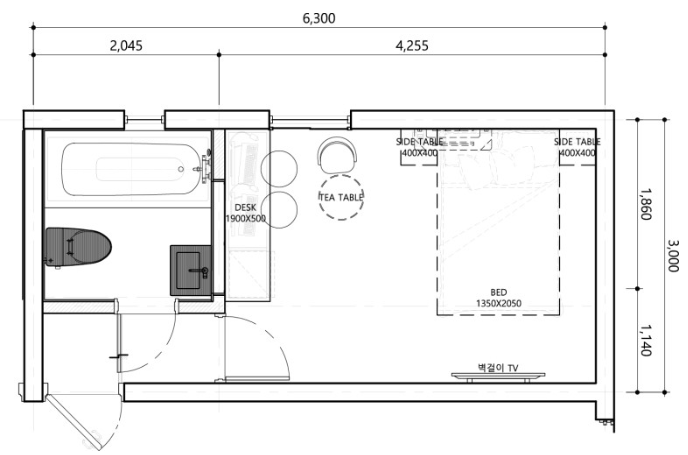 6,300
2,045
4,255
SIDE TABLE
400X400
SIDE TABLE
400X400
TEA TABLE
DESK
1900X500
1,860
3,000
BED
1350X2050
1,140
벽걸이 TV